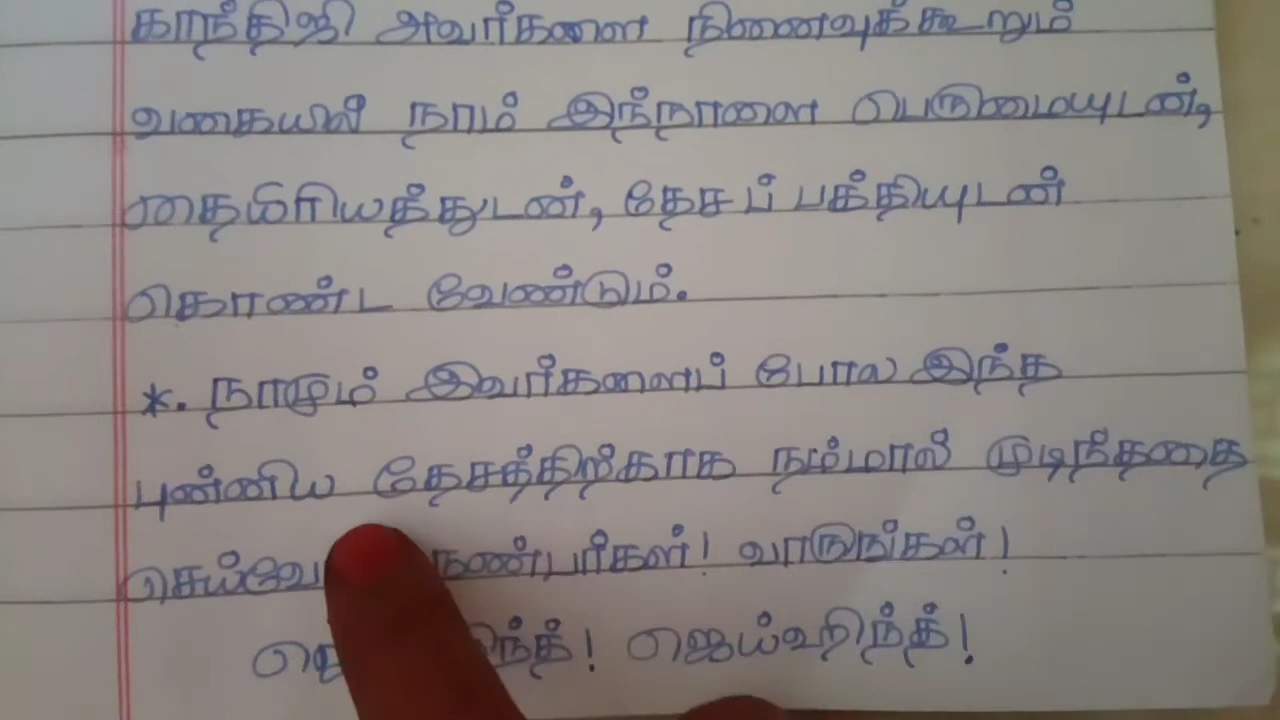 காந்திஜி அவர்களை நினைவுக்கூறும்
வகையில் நாம் இந்நாளை பெருமையுடன்,
தைமிரியத்துடன், தேசப் பக்தியுடன்
கொண்ட வேண்டும்.
*. நாமும் இவர்களைப் போல இந்த
புண்ணிய தேசத்திற்காக நம்மால் முடிந்ததை
நண்பர்கள்! வாருங்கள்!
ஜெய்ஹிந்த்!